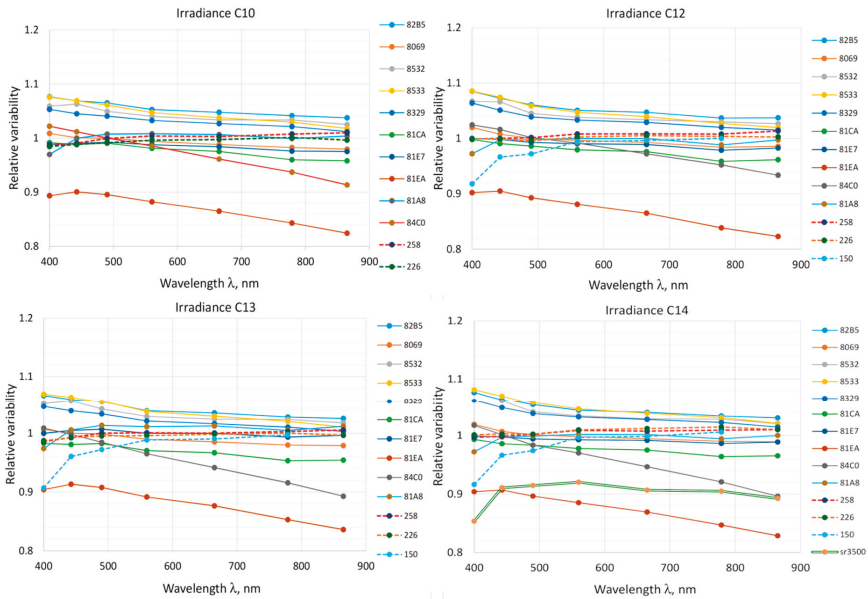 Irradiance C10
1.2
1.1
1
0.9
0.8
400
500
600
700
800
900
Relative variability
Wavelength λ, nm
82B5
8069
8532
8533
8329
81CA
81E7
81EA
81A8
84C0
258
226
Irradiance C12
1.2
1.1
1
0.9
0.8
400
500
600
700
800
900
Relative variability
Wavelength λ, nm
82B5
8069
8532
8533
8329
81CA
81E7
81EA
84C0
81A8
258
226
150
Irradiance C13
1.2
1.1
1
0.9
0.8
400
500
600
700
800
900
Relative variability
Wavelength λ, nm
82B5
8069
8532
8533
8329
81CA
81E7
81EA
84C0
81A8
258
226
150
Irradiance C14
1.2
1.1
1
0.9
0.8
400
500
600
700
800
900
Relative variability
Wavelength λ, nm
82B5
8069
8532
8533
8329
81CA
81E7
81EA
84C0
81A8
258
226
150
sr3500